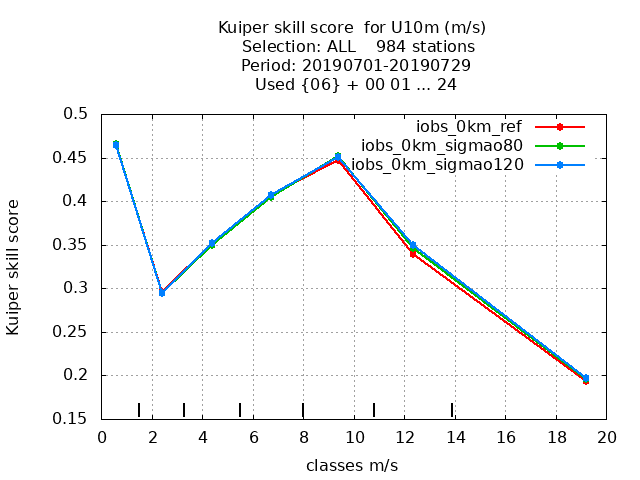 Kuiper skill score  for U10m (m/s)
Selection: ALL    984 stations
Period: 20190701-20190729
Used {06} + 00 01 ... 24
iobs_0km_ref
iobs_0km_sigmao80
iobs_0km_sigmao120
Kuiper skill score
0.5
0.45
0.4
0.35
0.3
0.25
0.2
0.15
0 2 4 6 8 10 12 14 16 18 20
classes m/s